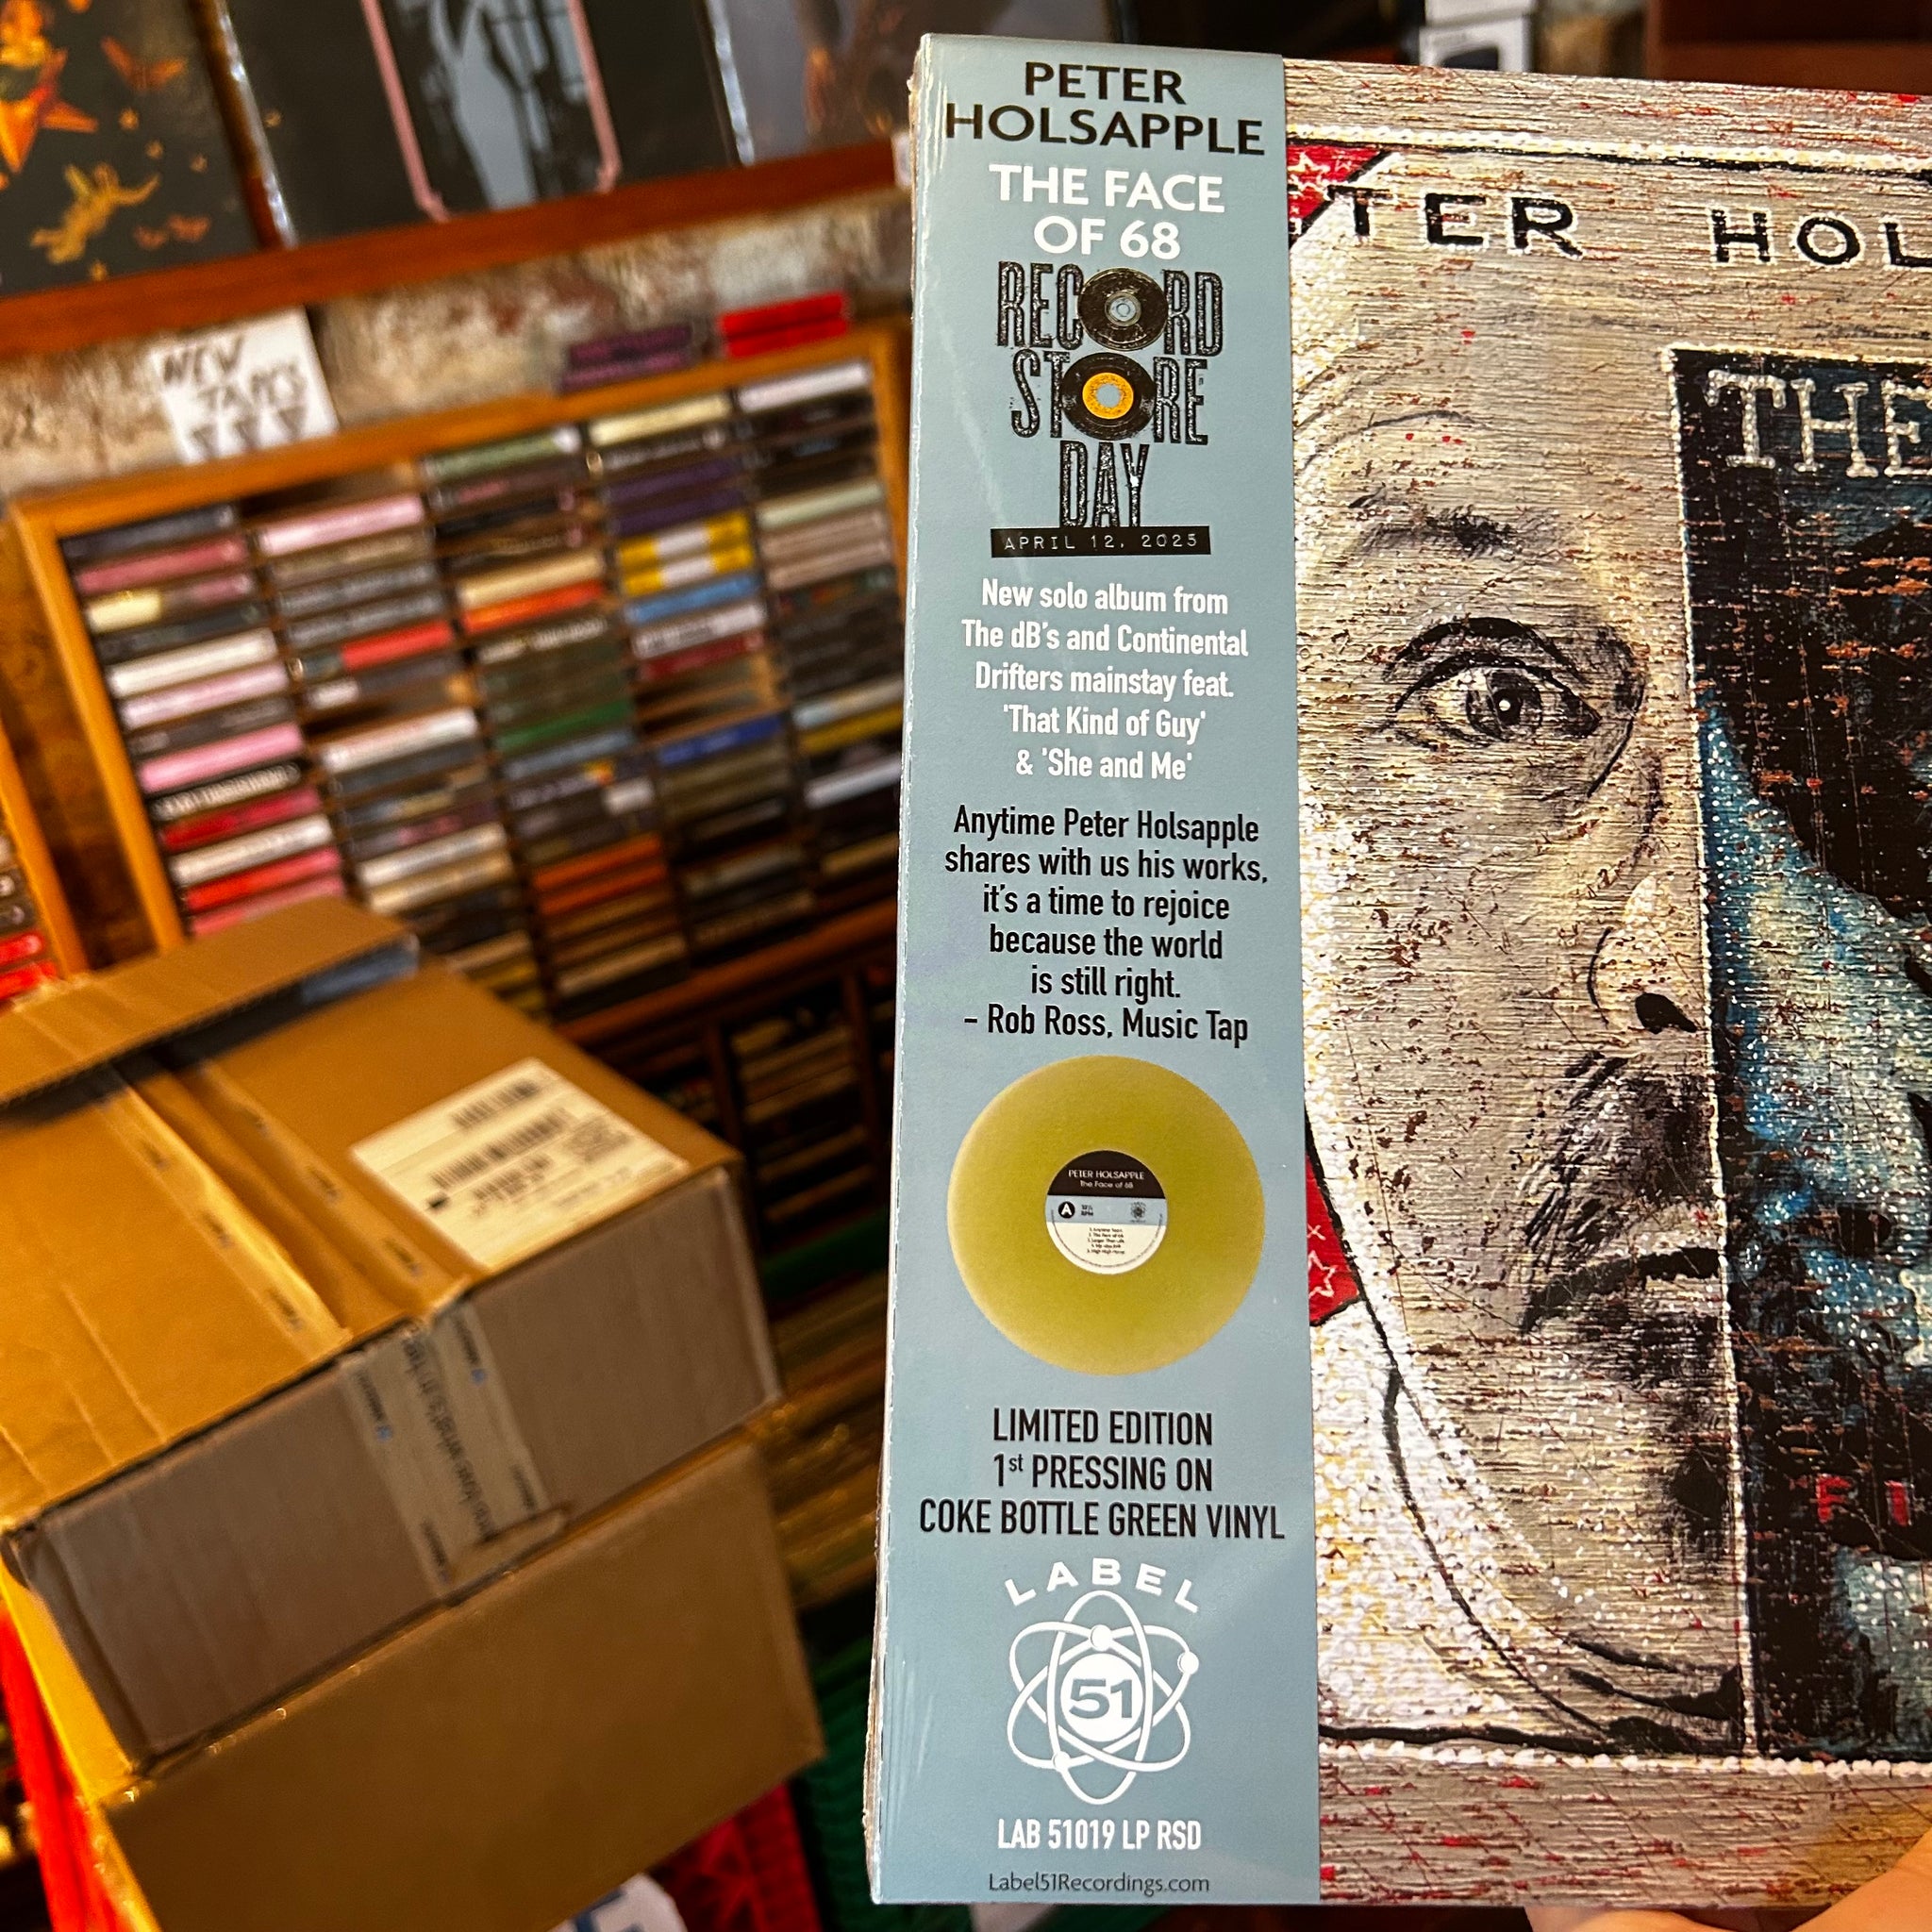 PETER
HOLSAPPLE
THE FACE
OF 68
RECORD
STORE
DAY
APRIL 12, 2025
New solo album from
The dB's and Continental
Drifters mainstay feat.
'That Kind of Guy'
& 'She and Me'
Anytime Peter Holsapple
shares with us his works,
it's a time to rejoice
because the world
is still right.
– Rob Ross, Music Tap
PETER HOLSAPPLE
The Face of 68
A
LIMITED EDITION
1st PRESSING ON
COKE BOTTLE GREEN VINYL
LABEL
51
LAB 51019 LP RSD
Label51Recordings.com
TER HOL
THE
FI
NEW
TAPES